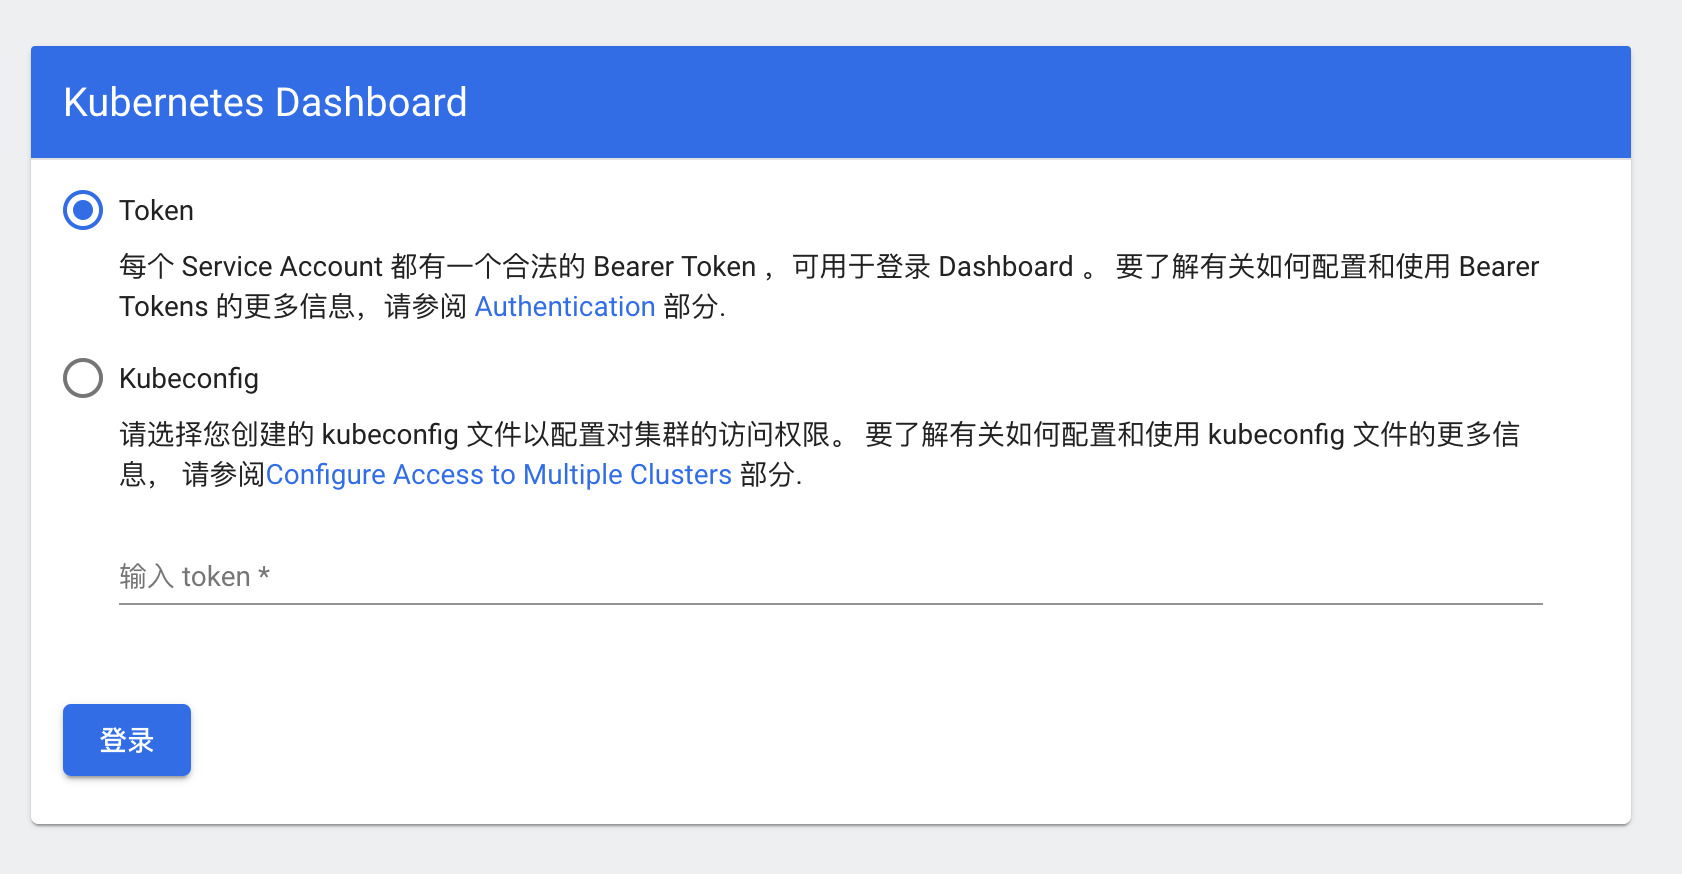 Kubernetes Dashboard
Token
每个 Service Account 都有一个合法的 Bearer Token ，可用于登录 Dashboard 。 要了解有关如何配置和使用 Bearer
Tokens 的更多信息，请参阅 Authentication 部分.
Kubeconfig
请选择您创建的 kubeconfig 文件以配置对集群的访问权限。 要了解有关如何配置和使用 kubeconfig 文件的更多信
息， 请参阅Configure Access to Multiple Clusters 部分.
输入 token *
登录